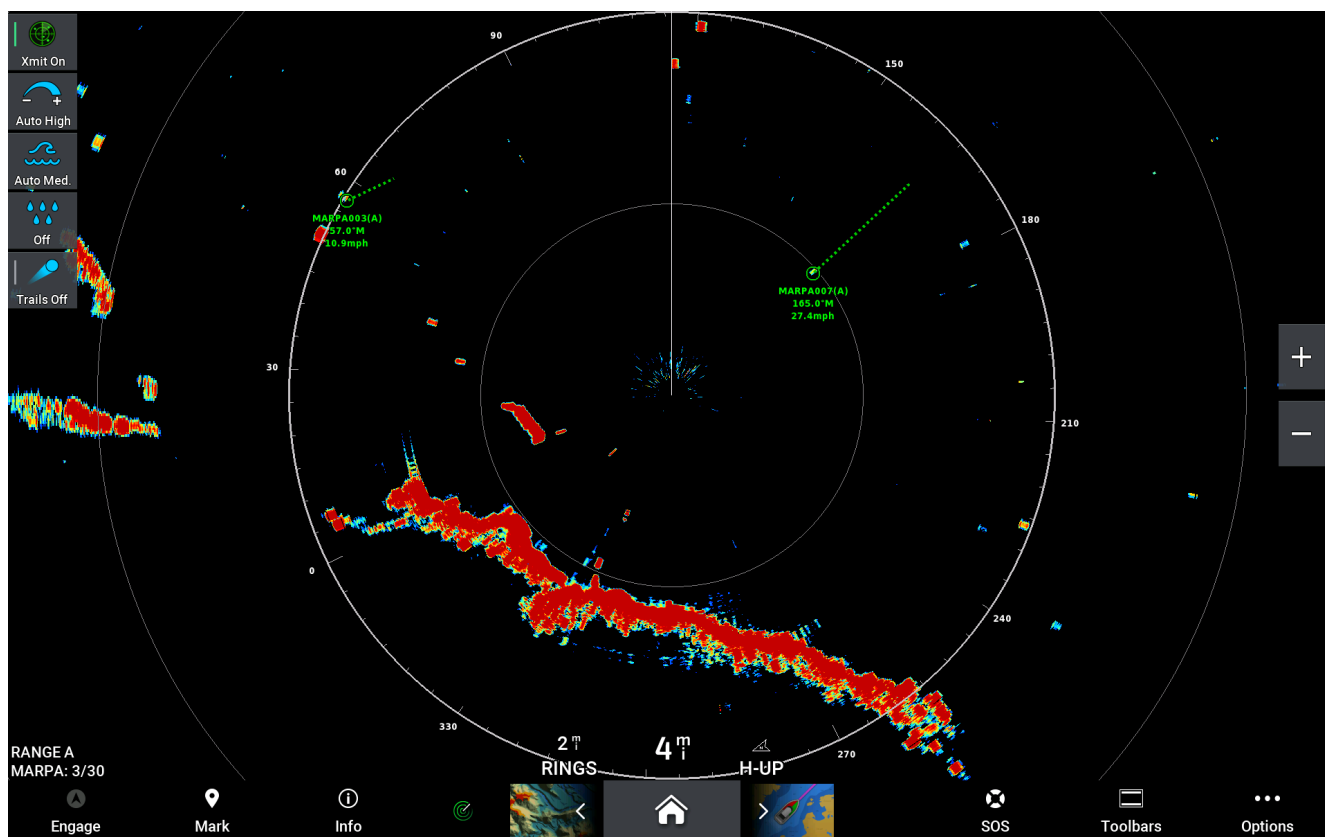 Xmit On
Auto High
Auto Med.
Off
Trails Off
90
150
60
180
30
210
0
240
330
270
MARPA003(A)
57.0°M
10.9mph
MARPA007(A)
165.0°M
27.4mph
+
−
RANGE A
MARPA: 3/30
2 mi
RINGS
4 mi
H-UP
Engage
Mark
Info
SOS
Toolbars
Options